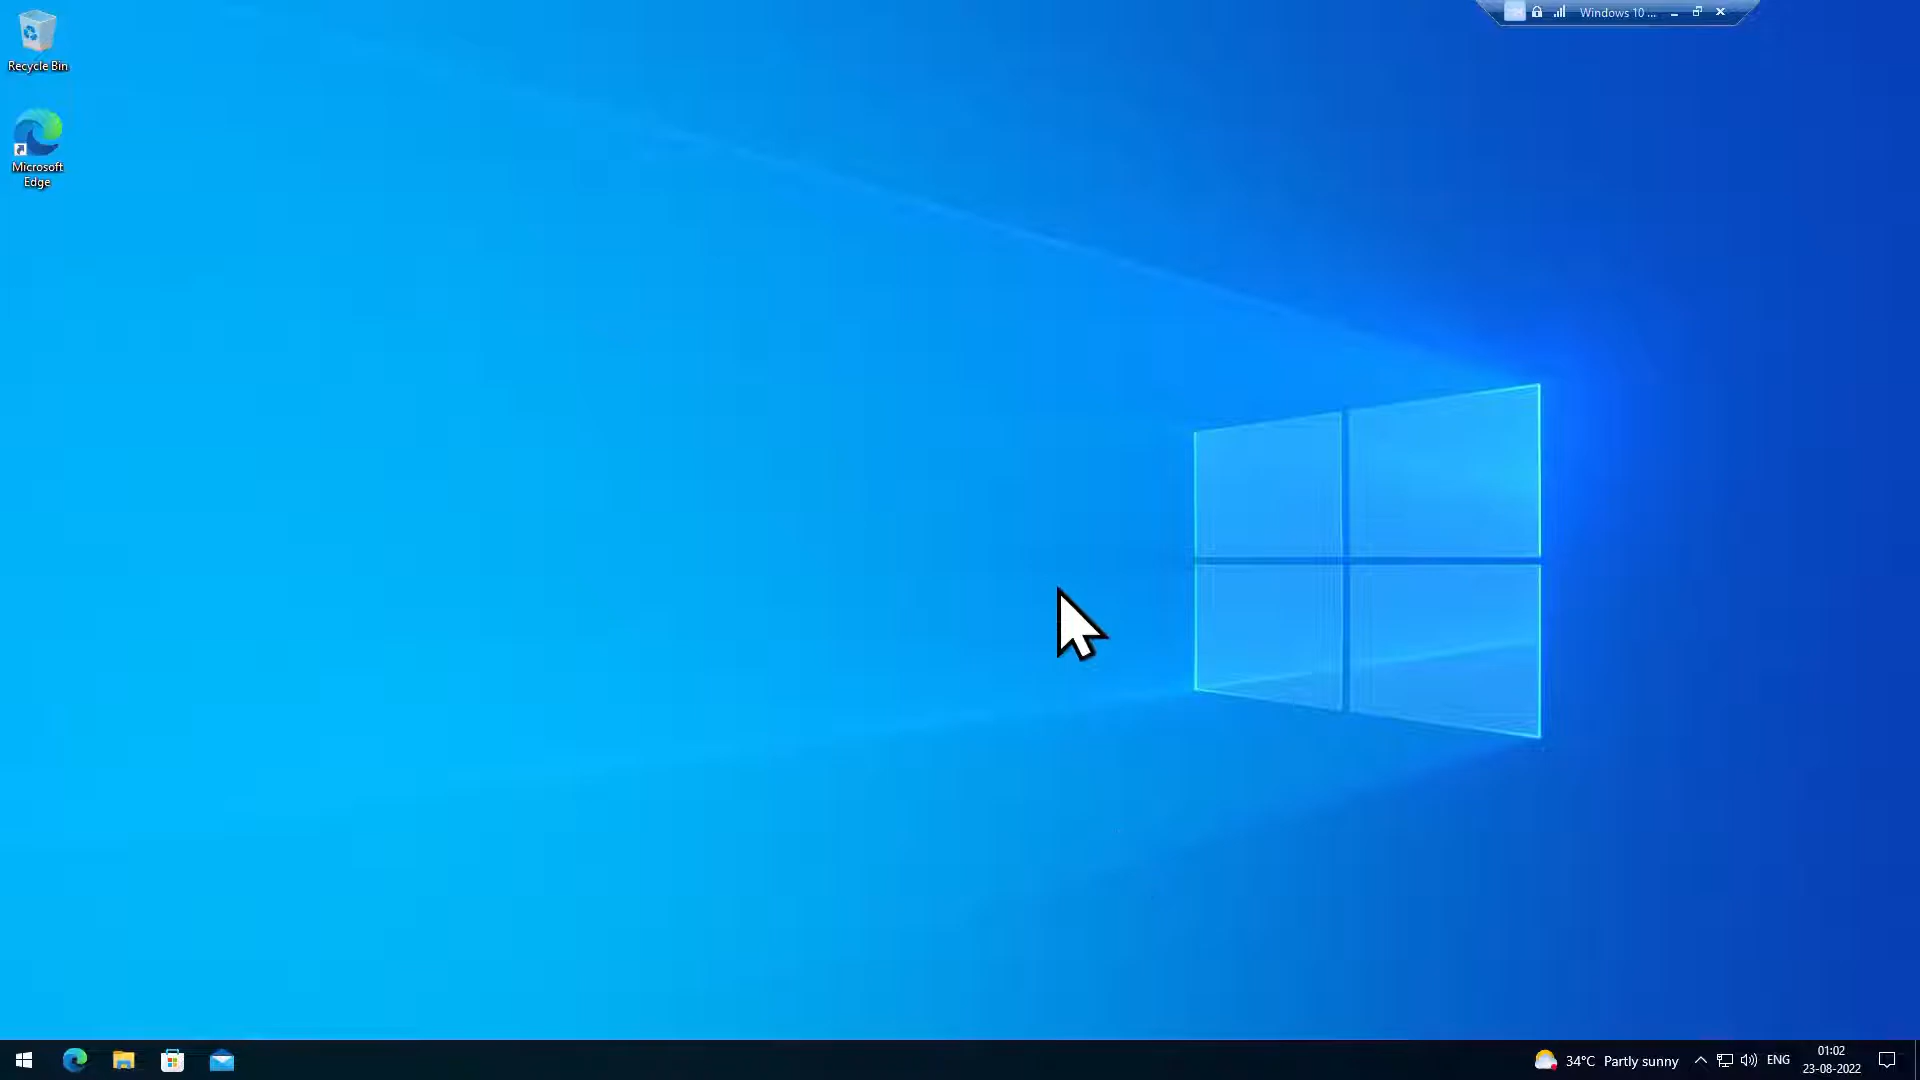 Recycle Bin
Microsoft
Edge
Windows 10 ...
34°C Partly sunny
ENG
01:02
23-08-2022